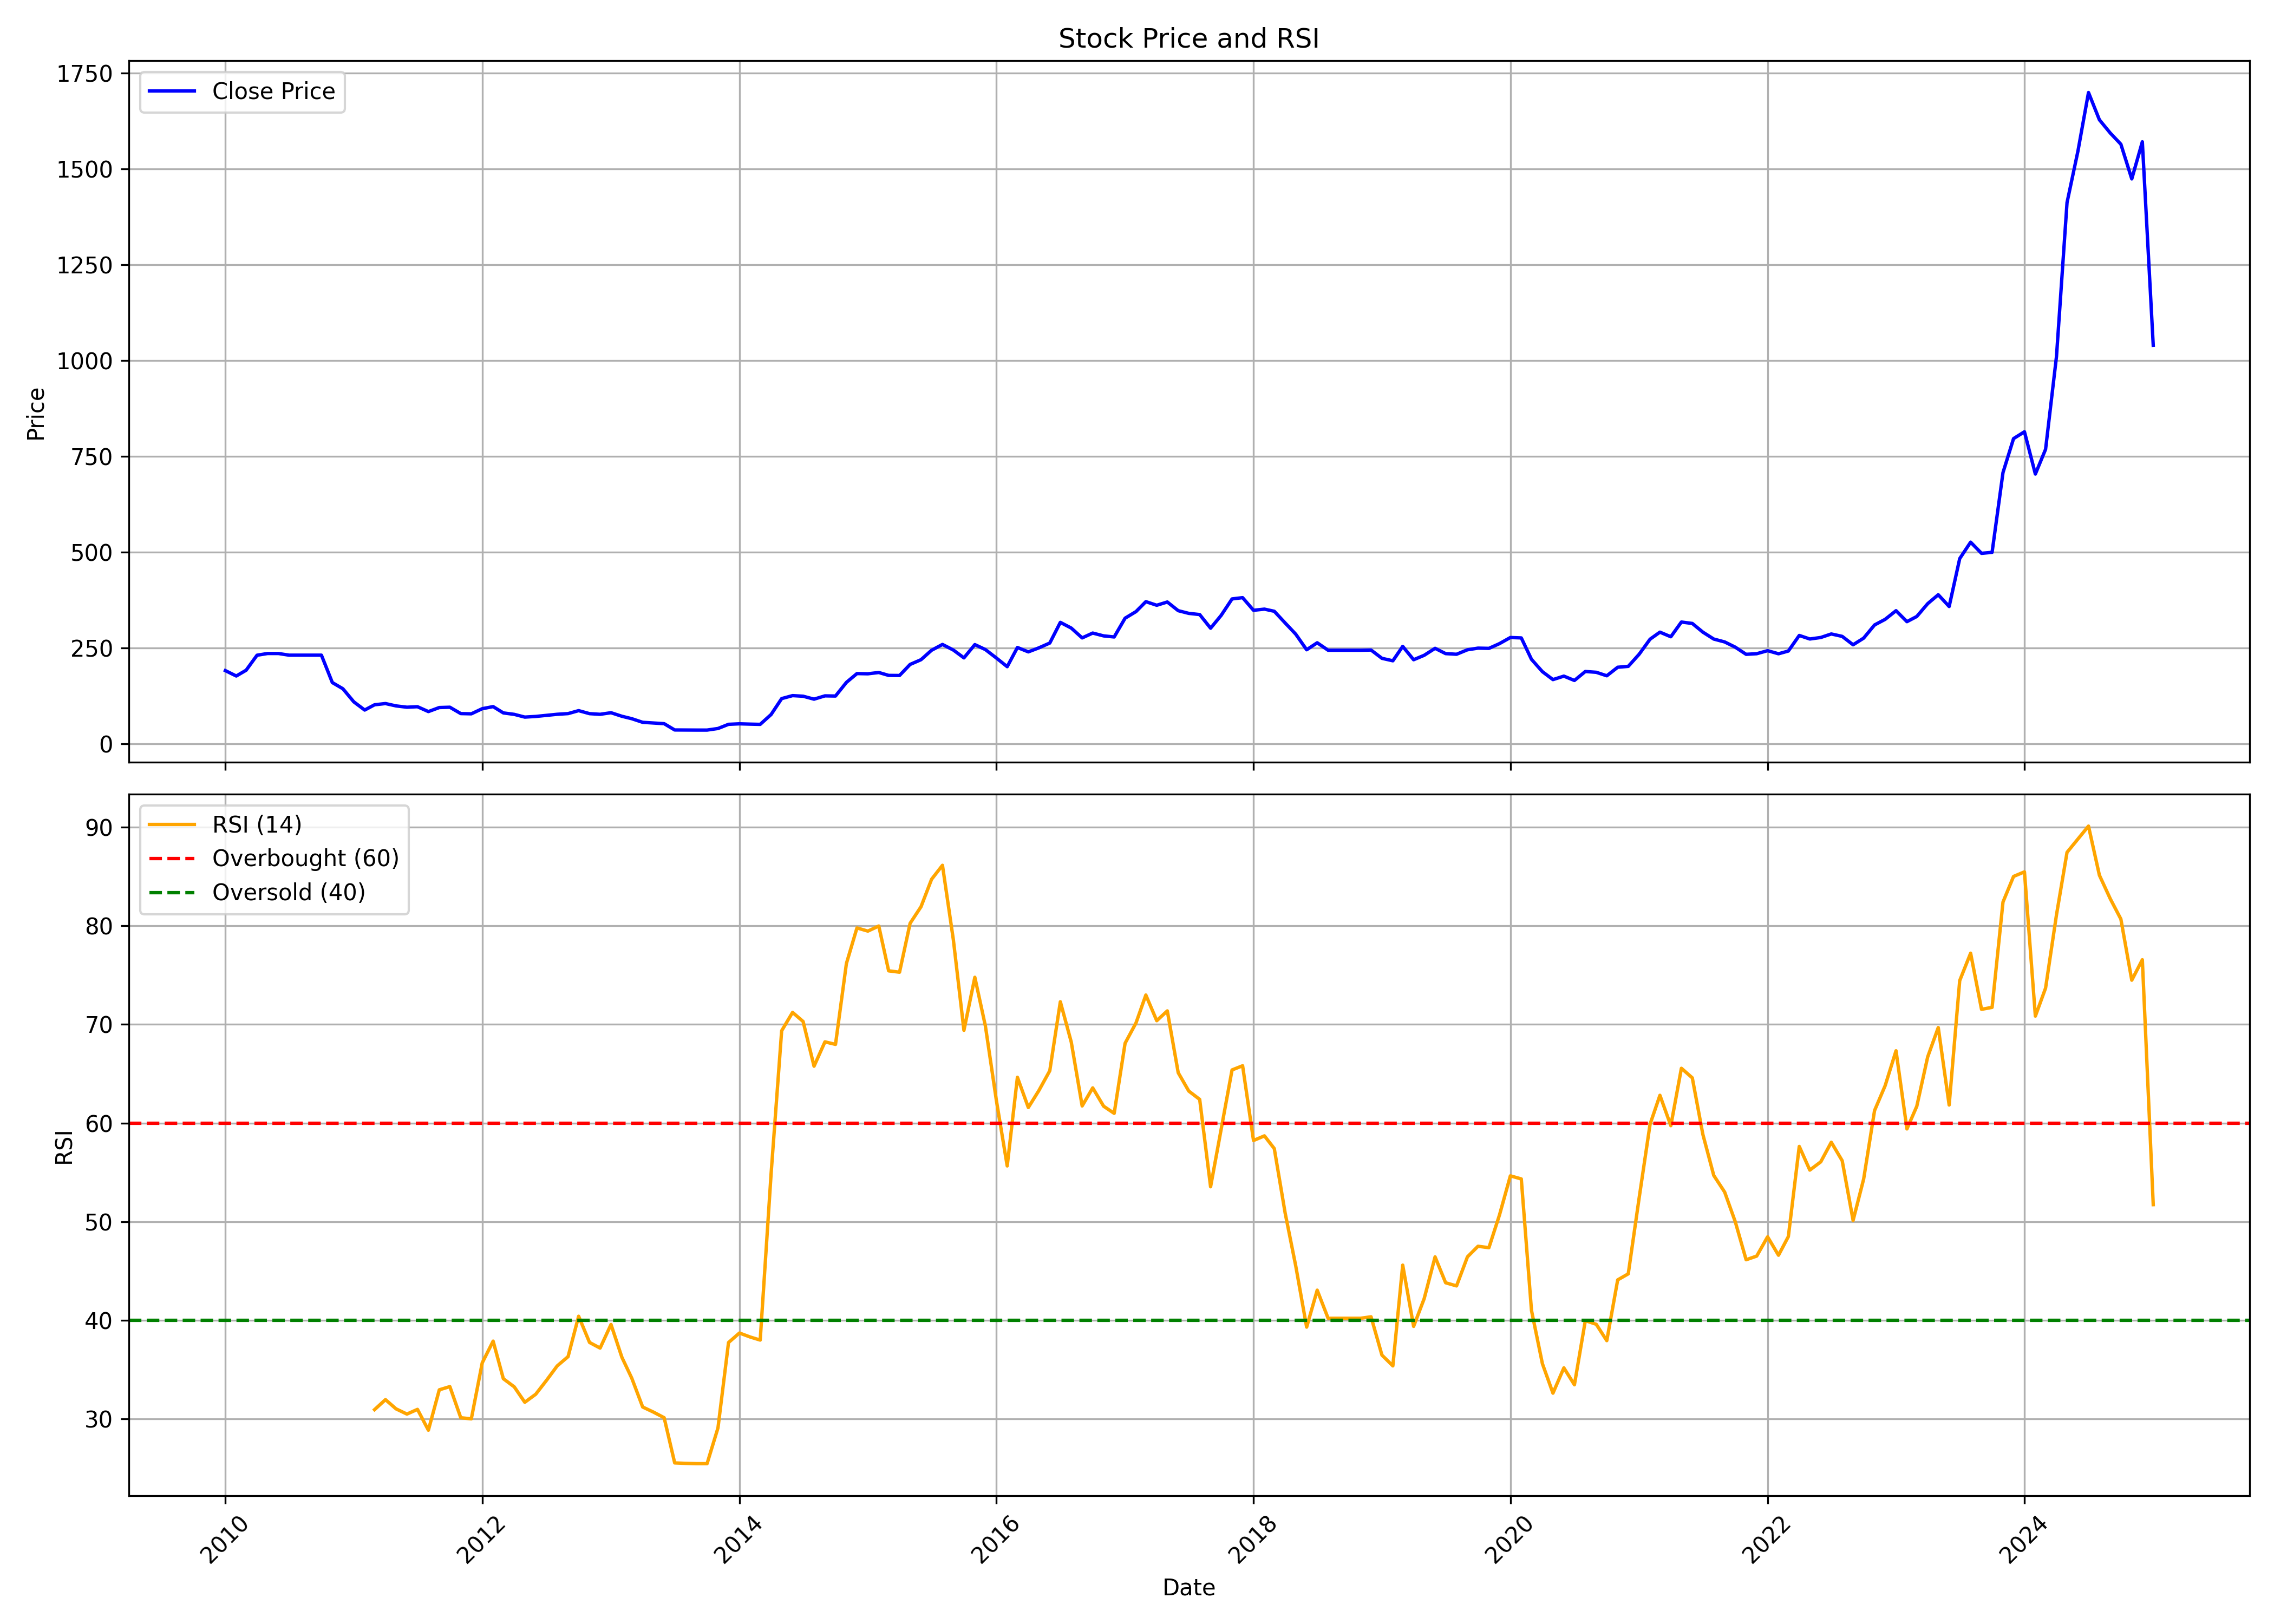 Stock Price and RSI
1750
1500
1250
1000
750
500
250
0
Price
Close Price
90
80
70
60
50
40
30
RSI
RSI (14)
Overbought (60)
Oversold (40)
2010
2012
2014
2016
2018
2020
2022
2024
Date